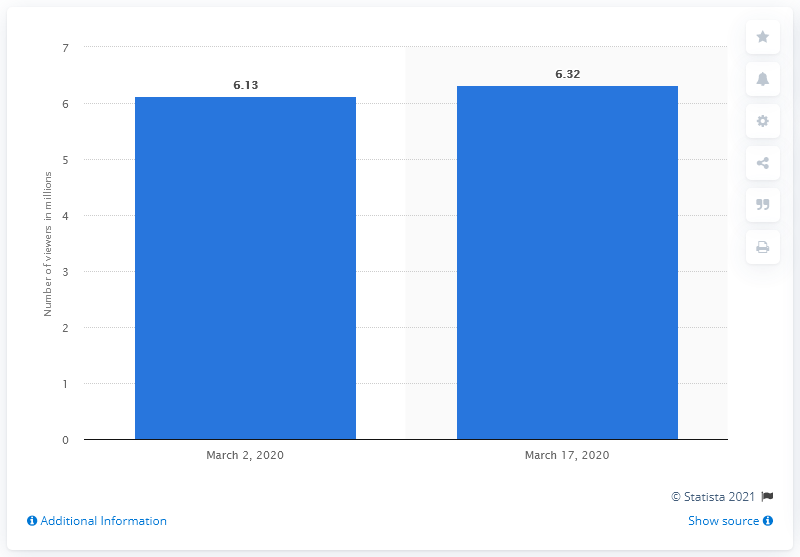 7
6
5
4
3
2
1
0
Number of viewers in millions
6.13
6.32
March 2, 2020
March 17, 2020
© Statista 2021
Additional Information
Show source